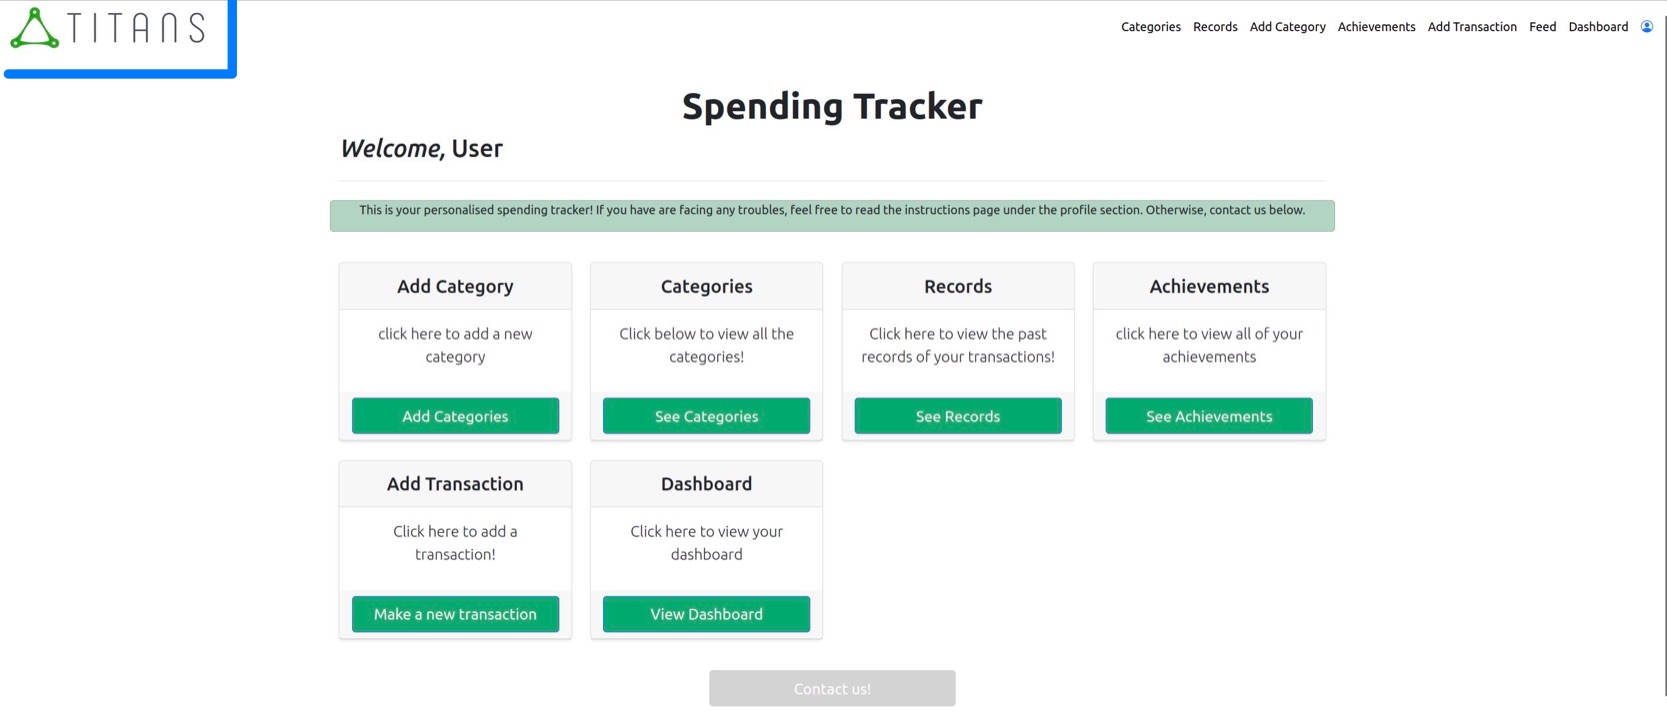 TITANS
Categories Records Add Category Achievements Add Transaction Feed Dashboard
Spending Tracker
Welcome, User
This is your personalised spending tracker! If you have are facing any troubles, feel free to read the instructions page under the profile section. Otherwise, contact us below.
Add Category
click here to add a new
category
Add Categories
Categories
Click below to view all the
categories!
See Categories
Records
Click here to view the past
records of your transactions!
See Records
Achievements
click here to view all of your
achievements
See Achievements
Add Transaction
Click here to add a
transaction!
Make a new transaction
Dashboard
Click here to view your
dashboard
View Dashboard
Contact us!